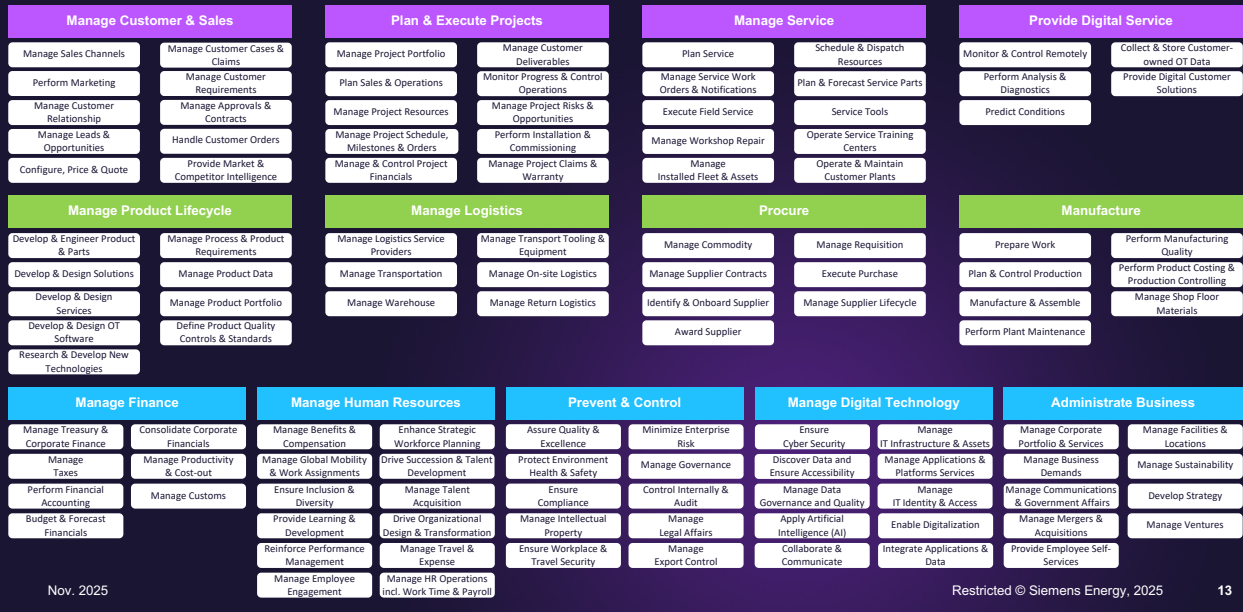 Manage Customer & Sales
Manage Sales Channels
Manage Customer Cases &
Claims
Perform Marketing
Manage Customer
Requirements
Manage Customer
Relationship
Manage Approvals &
Contracts
Manage Leads &
Opportunities
Handle Customer Orders
Configure, Price & Quote
Provide Market &
Competitor Intelligence
Plan & Execute Projects
Manage Project Portfolio
Manage Customer
Deliverables
Plan Sales & Operations
Monitor Progress & Control
Operations
Manage Project Resources
Manage Project Risks &
Opportunities
Manage Project Schedule,
Milestones & Orders
Perform Installation &
Commissioning
Manage & Control Project
Financials
Manage Project Claims &
Warranty
Manage Service
Plan Service
Schedule & Dispatch
Resources
Manage Service Work
Orders & Notifications
Plan & Forecast Service Parts
Execute Field Service
Service Tools
Manage Workshop Repair
Operate Service Training
Centers
Manage
Installed Fleet & Assets
Operate & Maintain
Customer Plants
Provide Digital Service
Monitor & Control Remotely
Collect & Store Customer-
owned OT Data
Perform Analysis &
Diagnostics
Provide Digital Customer
Solutions
Predict Conditions
Manage Product Lifecycle
Develop & Engineer Product
& Parts
Manage Process & Product
Requirements
Develop & Design Solutions
Manage Product Data
Develop & Design
Services
Manage Product Portfolio
Develop & Design OT
Software
Define Product Quality
Controls & Standards
Research & Develop New
Technologies
Manage Logistics
Manage Logistics Service
Providers
Manage Transport Tooling &
Equipment
Manage Transportation
Manage On-site Logistics
Manage Warehouse
Manage Return Logistics
Procure
Manage Commodity
Manage Requisition
Manage Supplier Contracts
Execute Purchase
Identify & Onboard Supplier
Manage Supplier Lifecycle
Award Supplier
Manufacture
Prepare Work
Perform Manufacturing
Quality
Plan & Control Production
Perform Product Costing &
Production Controlling
Manufacture & Assemble
Manage Shop Floor
Materials
Perform Plant Maintenance
Manage Finance
Manage Treasury &
Corporate Finance
Consolidate Corporate
Financials
Manage
Taxes
Manage Productivity
& Cost-out
Perform Financial
Accounting
Manage Customs
Budget & Forecast
Financials
Manage Human Resources
Manage Benefits &
Compensation
Enhance Strategic
Workforce Planning
Manage Global Mobility
& Work Assignments
Drive Succession & Talent
Development
Ensure Inclusion &
Diversity
Manage Talent
Acquisition
Provide Learning &
Development
Drive Organizational
Design & Transformation
Reinforce Performance
Management
Manage Travel &
Expense
Manage Employee
Engagement
Manage HR Operations
incl. Work Time & Payroll
Prevent & Control
Assure Quality &
Excellence
Minimize Enterprise
Risk
Protect Environment
Health & Safety
Manage Governance
Ensure
Compliance
Control Internally &
Audit
Manage Intellectual
Property
Manage
Legal Affairs
Ensure Workplace &
Travel Security
Manage
Export Control
Manage Digital Technology
Ensure
Cyber Security
Manage
IT Infrastructure & Assets
Discover Data and
Ensure Accessibility
Manage Applications &
Platforms Services
Manage Data
Governance and Quality
Manage
IT Identity & Access
Apply Artificial
Intelligence (AI)
Enable Digitalization
Collaborate &
Communicate
Integrate Applications &
Data
Administrate Business
Manage Corporate
Portfolio & Services
Manage Facilities &
Locations
Manage Business
Demands
Manage Sustainability
Manage Communications
& Government Affairs
Develop Strategy
Manage Mergers &
Acquisitions
Manage Ventures
Provide Employee Self-
Services
Nov. 2025
Restricted © Siemens Energy, 2025
13